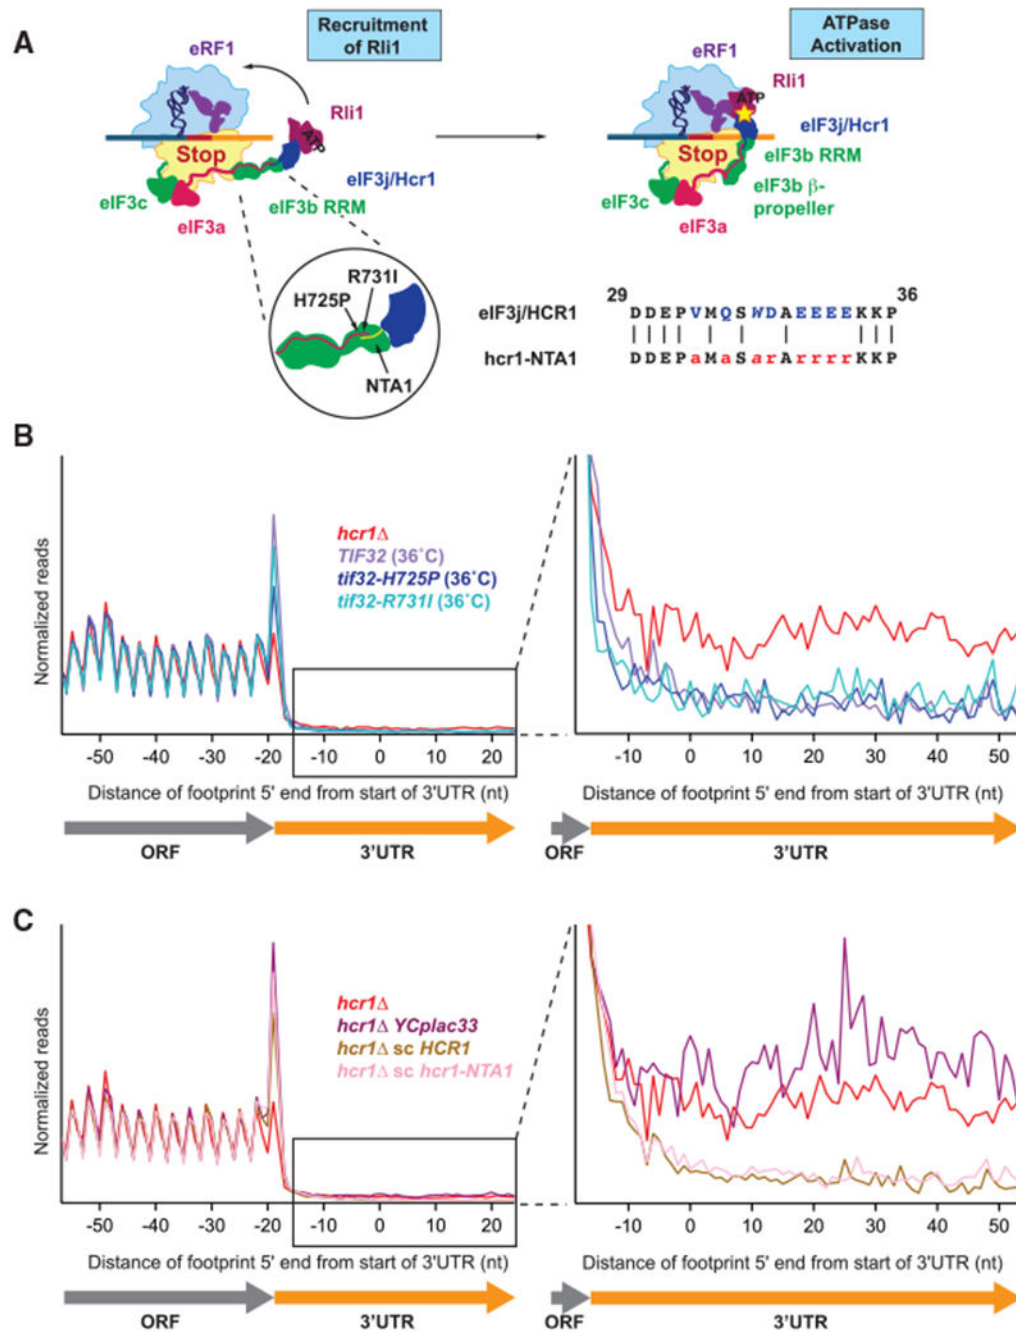 A
Recruitment
of Rli1
ATPase
Activation
eRF1
Rli1
ATP
Stop
eIF3j/Hcr1
eIF3b RRM
eIF3c
eIF3a
eRF1
Rli1
ATP
eIF3j/Hcr1
Stop
eIF3b RRM
eIF3b β-
propeller
eIF3c
eIF3a
R731I
H725P
NTA1
29 36
eIF3j/HCR1 DDEPVMQSWDAEEEEKKP
hcr1-NTA1 DDEPaMaSarArrrrKKP
B
Normalized reads
hcr1Δ
TIF32 (36˚C)
tif32-H725P (36˚C)
tif32-R731I (36˚C)
-50 -40 -30 -20 -10 0 10 20
-10 0 10 20 30 40 50
Distance of footprint 5' end from start of 3'UTR (nt)
Distance of footprint 5' end from start of 3'UTR (nt)
ORF 3'UTR
ORF 3'UTR
C
Normalized reads
hcr1Δ
hcr1Δ YCplac33
hcr1Δ sc HCR1
hcr1Δ sc hcr1-NTA1
-50 -40 -30 -20 -10 0 10 20
-10 0 10 20 30 40 50
Distance of footprint 5' end from start of 3'UTR (nt)
Distance of footprint 5' end from start of 3'UTR (nt)
ORF 3'UTR
ORF 3'UTR